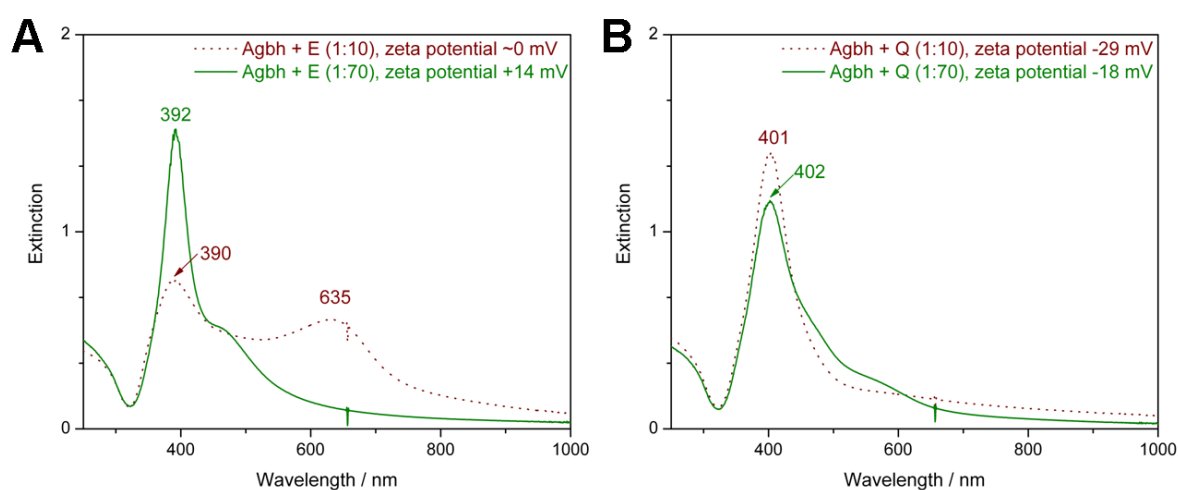 A
Agbh + E (1:10), zeta potential ~0 mV
Agbh + E (1:70), zeta potential +14 mV
392
390
635
2
1
0
Extinction
400
600
800
1000
Wavelength / nm
B
Agbh + Q (1:10), zeta potential -29 mV
Agbh + Q (1:70), zeta potential -18 mV
401
402
2
1
0
Extinction
400
600
800
1000
Wavelength / nm